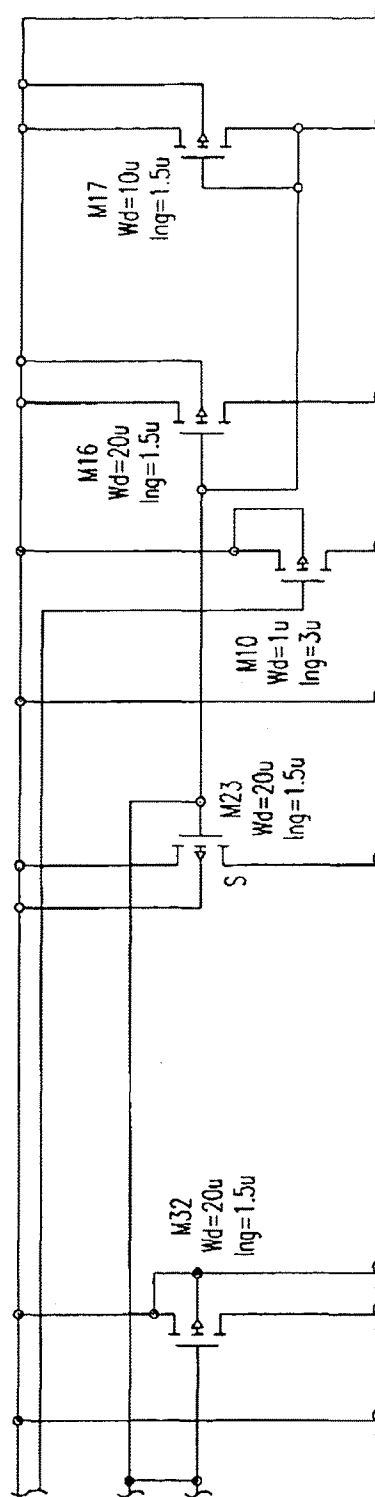 M17
Wd=10u
lng=1.5u
M16
Wd=20u
lng=1.5u
M10
Wd=1u
lng=3u
M23
Wd=20u
lng=1.5u
S
M32
Wd=20u
lng=1.5u